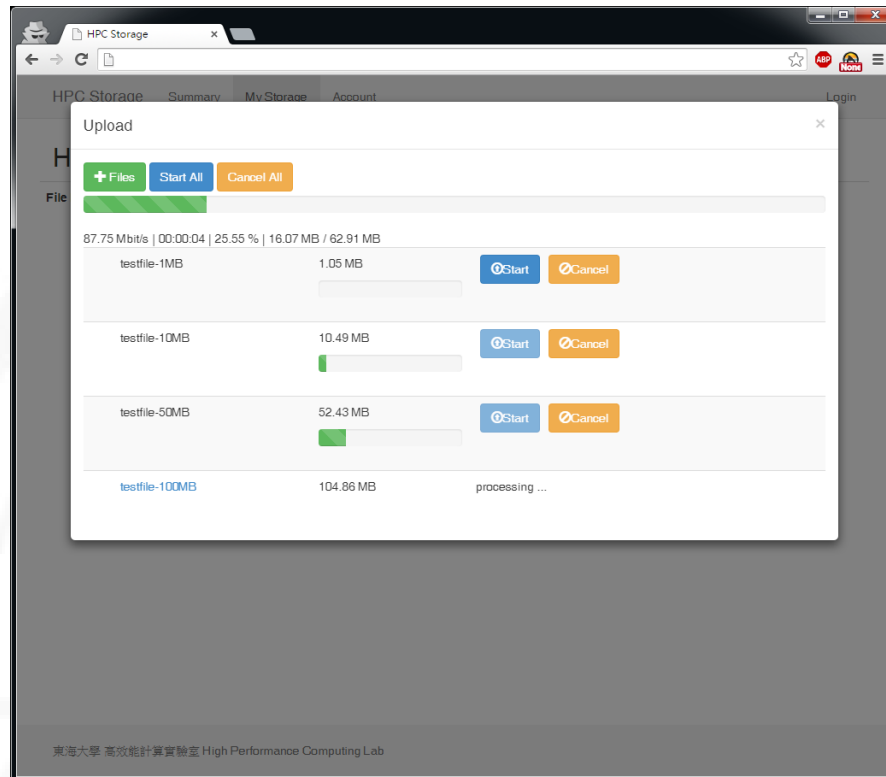 HPC Storage
ABP
None
HPC Storage Summary My Storage Account Login
Upload ×
H
Files Start All Cancel All
File
87.75 Mbit/s | 00:00:04 | 25.55 % | 16.07 MB / 62.91 MB
testfile-1MB 1.05 MB Start Cancel
testfile-10MB 10.49 MB Start Cancel
testfile-50MB 52.43 MB Start Cancel
testfile-100MB 104.86 MB processing ...
東海大學 高效能計算實驗室 High Performance Computing Lab